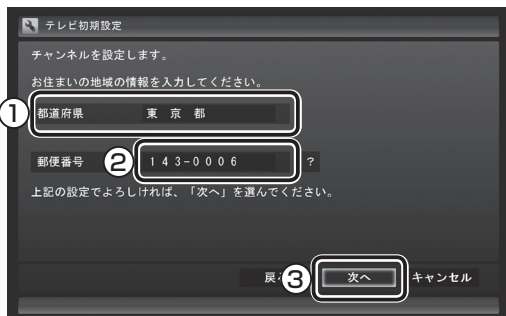 テレビ初期設定
チャンネルを設定します。
お住まいの地域の情報を入力してください。
① 都道府県 東京都
郵便番号 ② 143-0006 ?
上記の設定でよろしければ、「次へ」を選んでください。
戻 ③ 次へ キャンセル